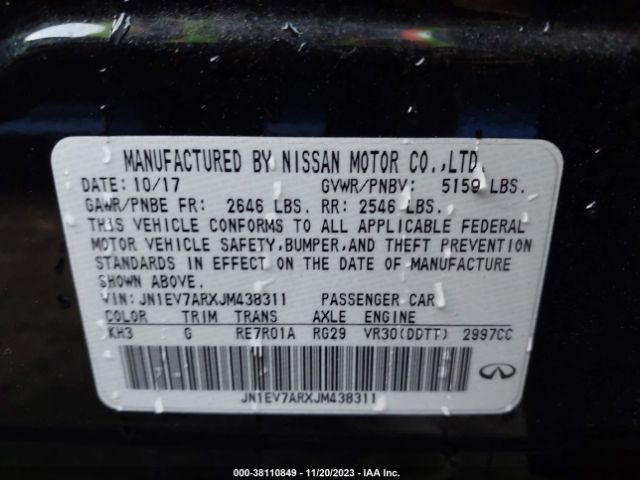 MANUFACTURED BY NISSAN MOTOR CO.,LTD.
DATE: 10/17 GVWR/PNBV: 5159 LBS.
GAWR/PNBE FR: 2646 LBS. RR: 2546 LBS.
THIS VEHICLE CONFORMS TO ALL APPLICABLE FEDERAL
MOTOR VEHICLE SAFETY,BUMPER,AND THEFT PREVENTION
STANDARDS IN EFFECT ON THE DATE OF MANUFACTURE
SHOWN ABOVE.
VIN: JN1EV7ARXJM438311 PASSENGER CAR
COLOR TRIM TRANS AXLE ENGINE
KH3 G RE7R01A RG29 VR30(DDTT) 2997CC
JN1EV7ARXJM438311
000-38110849 - 11/20/2023 - IAA Inc.